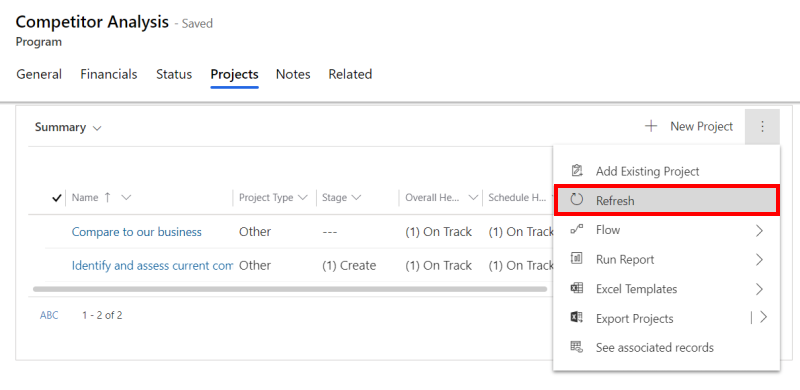 Competitor Analysis - Saved
Program
General Financials Status Projects Notes Related
Summary
New Project
Add Existing Project
Refresh
Flow
Run Report
Excel Templates
Export Projects
See associated records
Name Project Type Stage Overall He... Schedule H...
Compare to our business Other --- (1) On Track (1) On Track
Identify and assess current com Other (1) Create (1) On Track (1) On Track
ABC 1 - 2 of 2